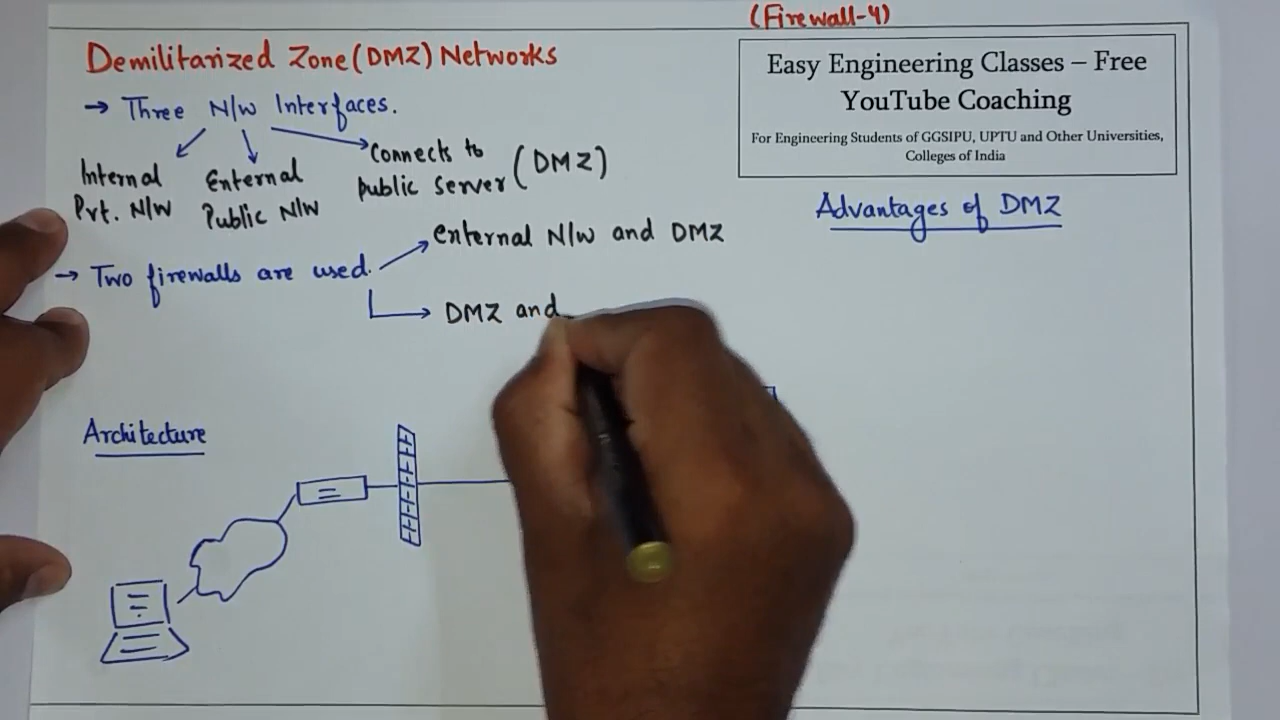 (Firewall-4)
Demilitarized Zone (DMZ) Networks
Easy Engineering Classes – Free
YouTube Coaching
For Engineering Students of GGSIPU, UPTU and Other Universities,
Colleges of India
→ Three N/w Interfaces.
Internal
Pvt. N/W
External
Public N/W
Connects to
public server (DMZ)
Advantages of DMZ
→ Two firewalls are used.
external N/w and DMZ
DMZ and
Architecture